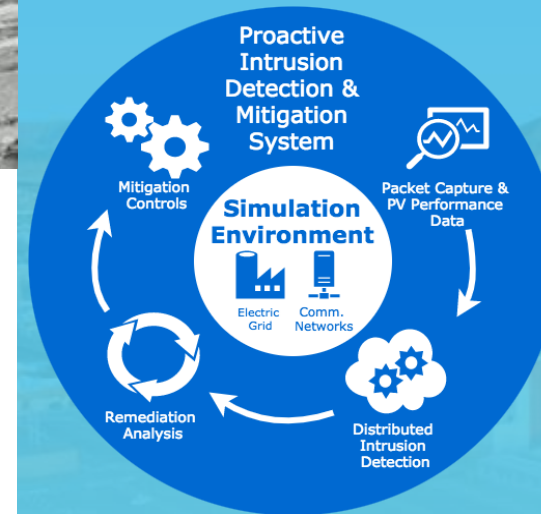 Proactive
Intrusion
Detection &
Mitigation
System
Mitigation
Controls
Packet Capture &
PV Performance
Data
Simulation
Environment
Electric
Grid
Comm.
Networks
Remediation
Analysis
Distributed
Intrusion
Detection